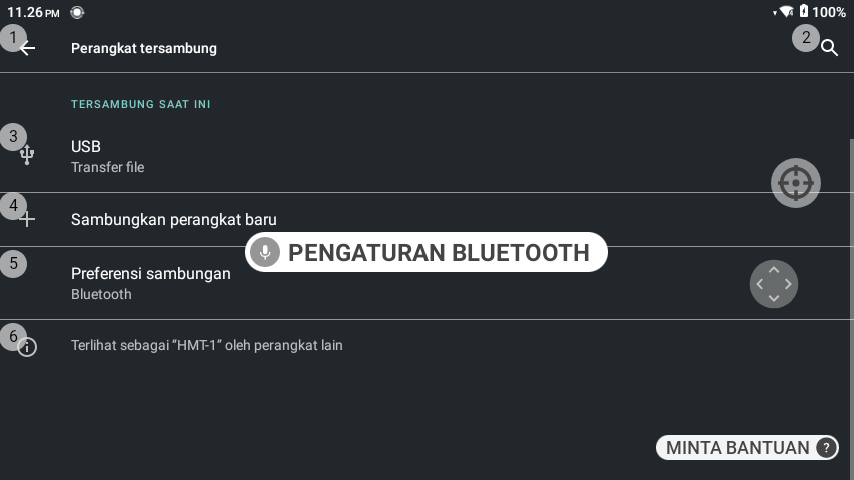 11.26 PM
100%
1
Perangkat tersambung
2
TERSAMBUNG SAAT INI
3
USB
Transfer file
4
Sambungkan perangkat baru
PENGATURAN BLUETOOTH
5
Preferensi sambungan
Bluetooth
6
Terlihat sebagai “HMT-1” oleh perangkat lain
MINTA BANTUAN ?